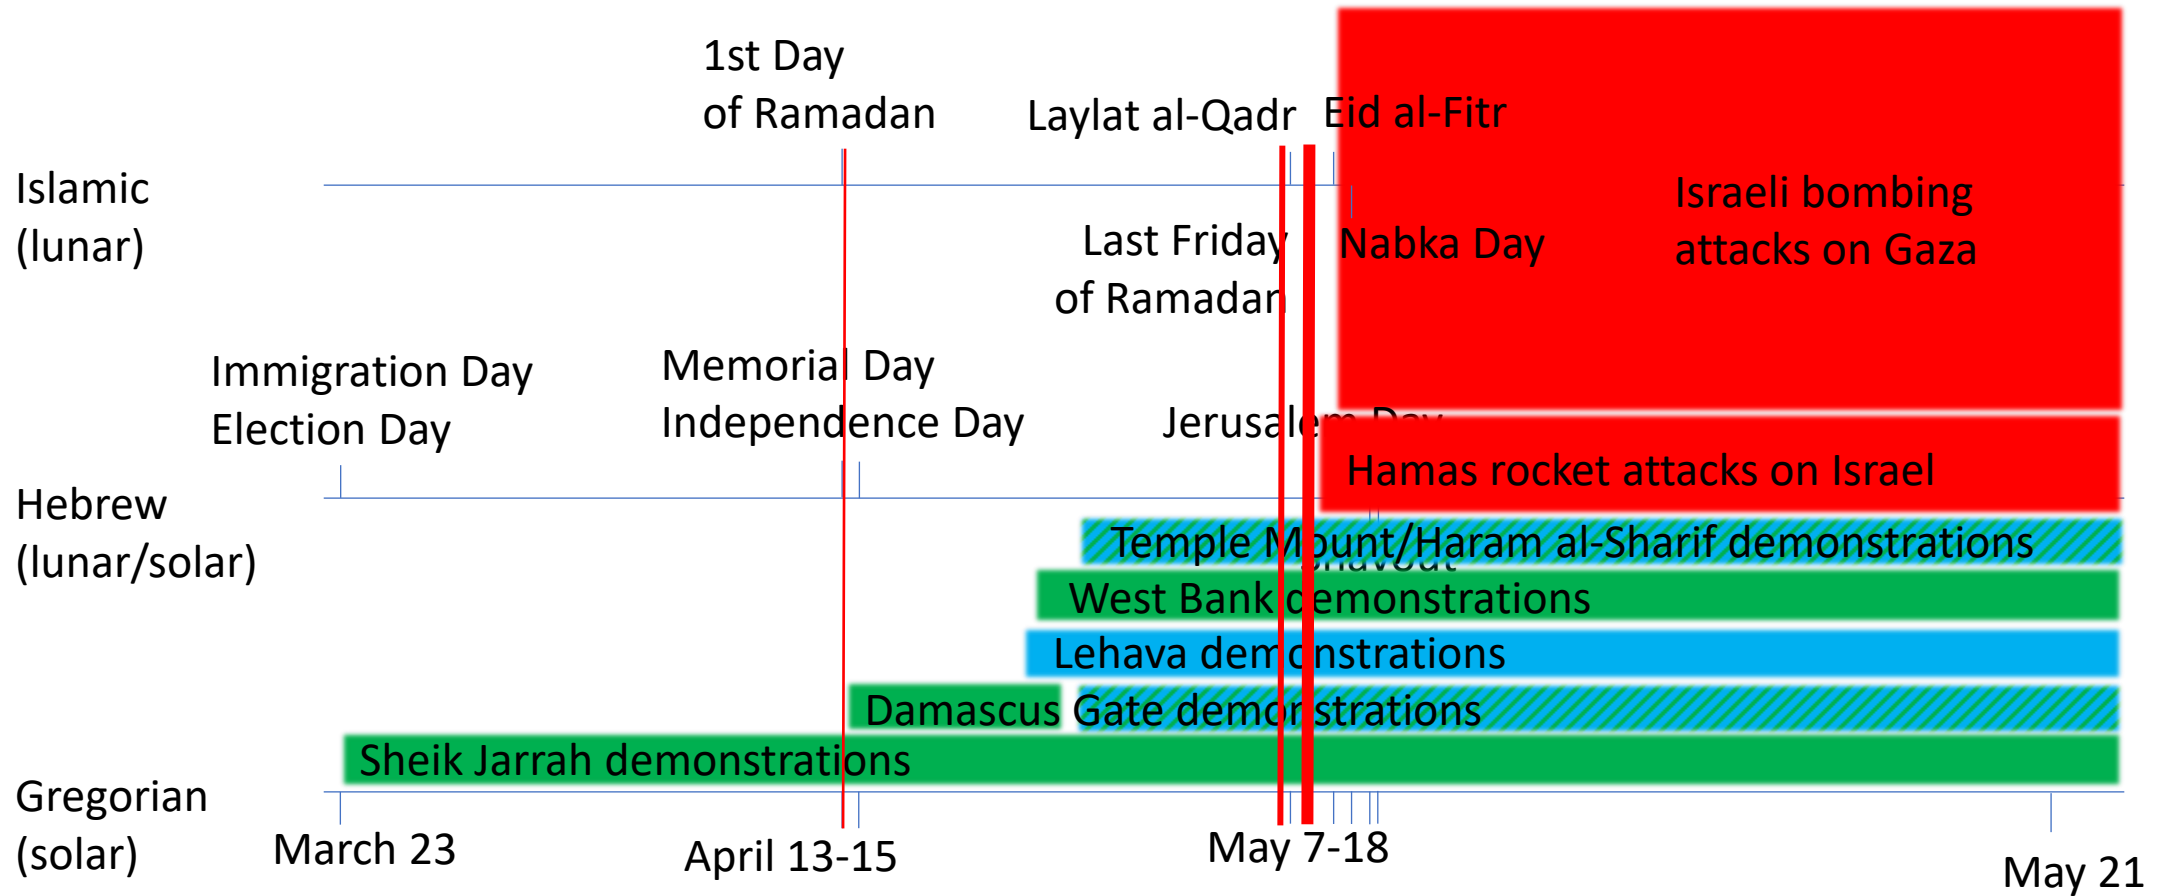 1st Day
of Ramadan
Laylat al-Qadr
Eid al-Fitr
Islamic
(lunar)
Israeli bombing
attacks on Gaza
Last Friday
of Ramadan
Nabka Day
Immigration Day
Election Day
Memorial Day
Independence Day
Jerusalem Day
Hamas rocket attacks on Israel
Hebrew
(lunar/solar)
Temple Mount/Haram al-Sharif demonstrations
Shavout
West Bank demonstrations
Lehava demonstrations
Damascus Gate demonstrations
Sheik Jarrah demonstrations
Gregorian
(solar)
March 23
April 13-15
May 7-18
May 21